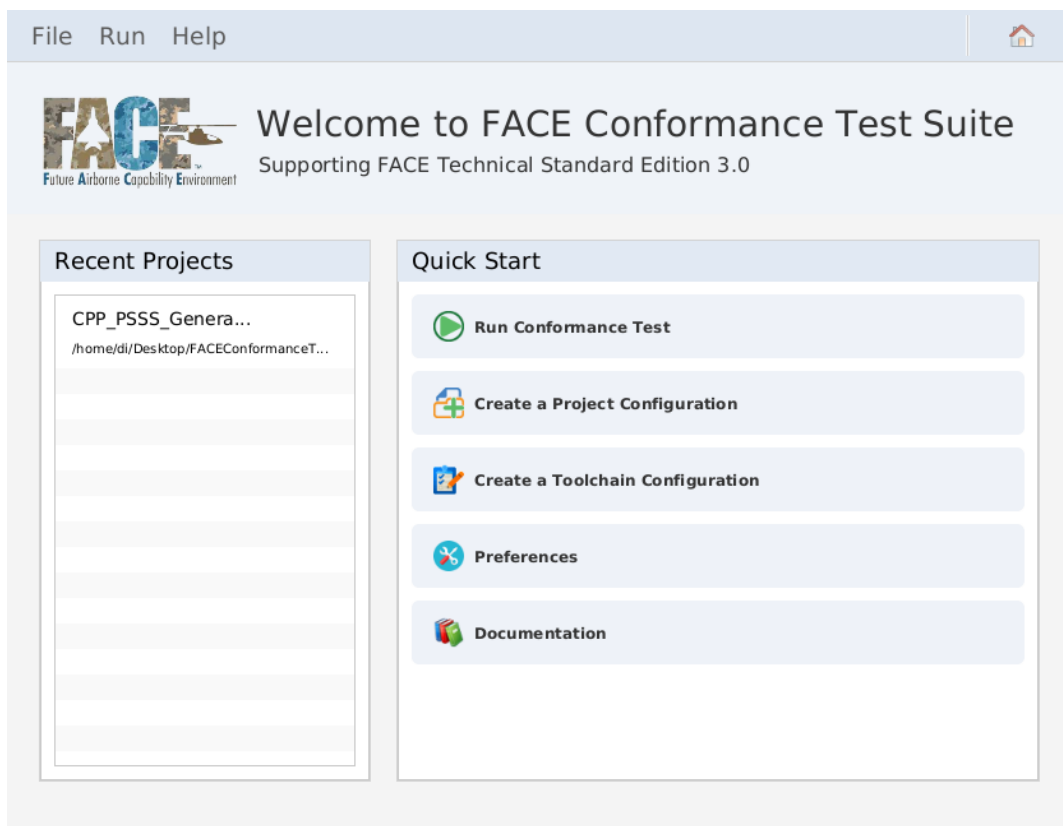 File Run Help
FACE
Future Airborne Capability Environment
Welcome to FACE Conformance Test Suite
Supporting FACE Technical Standard Edition 3.0
Recent Projects
CPP_PSSS_Genera...
/home/di/Desktop/FACEConformanceT...
Quick Start
Run Conformance Test
Create a Project Configuration
Create a Toolchain Configuration
Preferences
Documentation